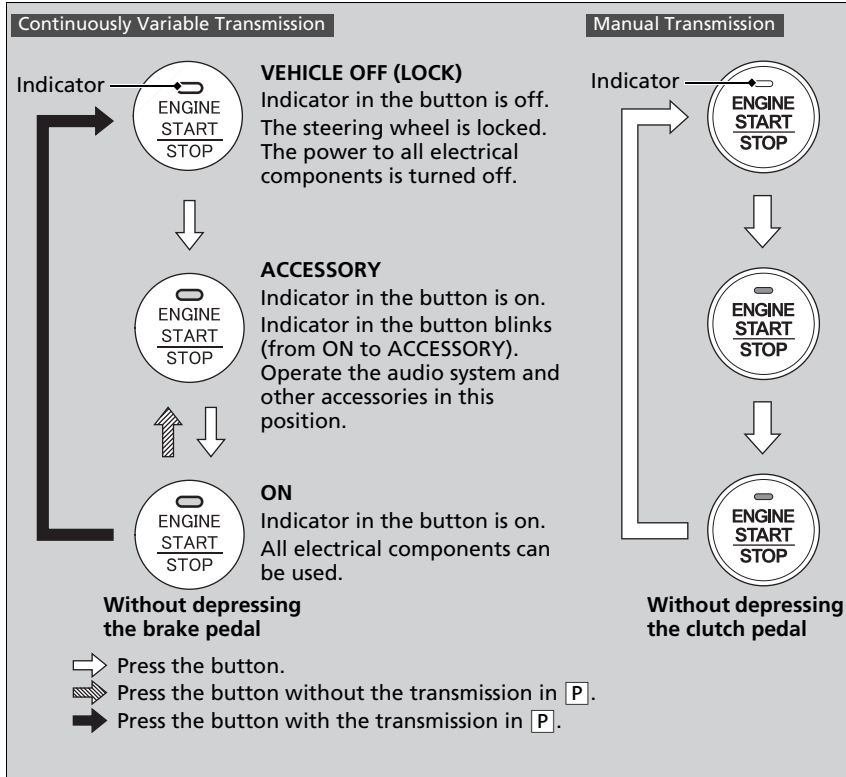 Continuously Variable Transmission
Indicator
ENGINE
START
STOP
VEHICLE OFF (LOCK)
Indicator in the button is off.
The steering wheel is locked.
The power to all electrical
components is turned off.
ENGINE
START
STOP
ACCESSORY
Indicator in the button is on.
Indicator in the button blinks
(from ON to ACCESSORY).
Operate the audio system and
other accessories in this
position.
ENGINE
START
STOP
ON
Indicator in the button is on.
All electrical components can
be used.
Without depressing
the brake pedal
Manual Transmission
Indicator
ENGINE
START
STOP
ENGINE
START
STOP
ENGINE
START
STOP
Without depressing
the clutch pedal
Press the button.
Press the button without the transmission in P.
Press the button with the transmission in P.